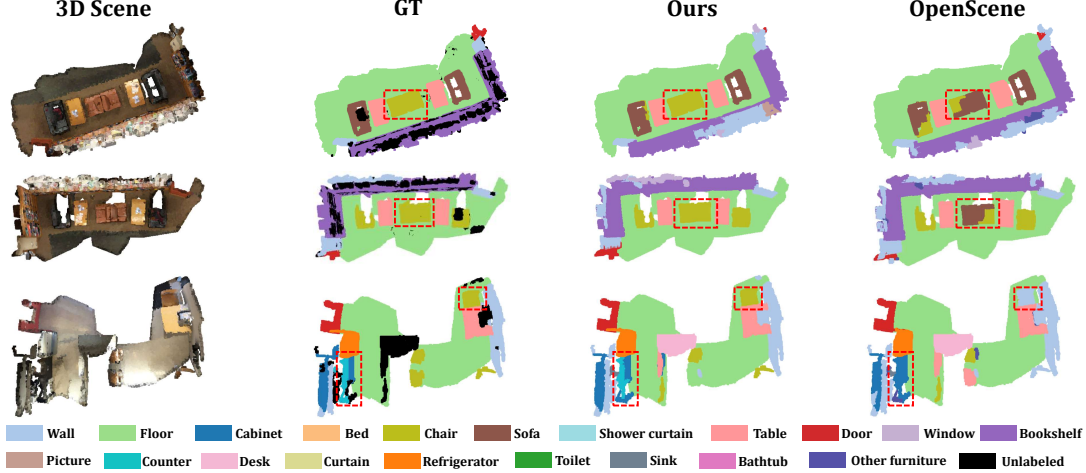 3D Scene GT Ours OpenScene
Wall Floor Cabinet Bed Chair Sofa Shower curtain Table Door Window Bookshelf
Picture Counter Desk Curtain Refrigerator Toilet Sink Bathtub Other furniture Unlabeled